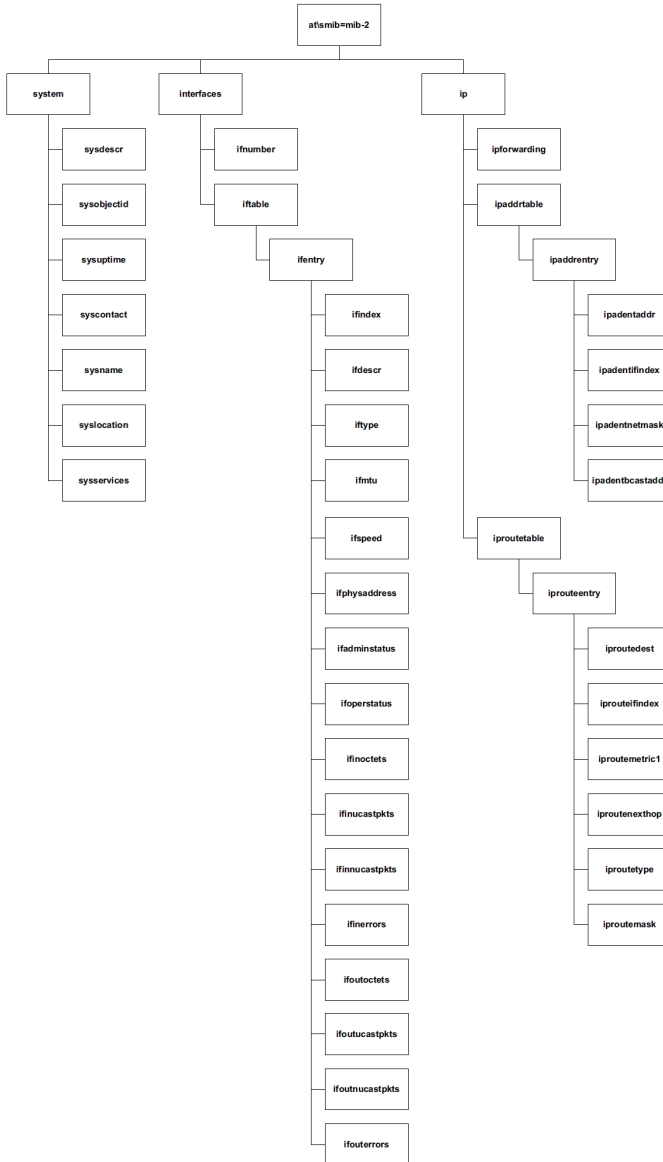 at\smib=mib-2
system
sysdescr
sysobjectid
sysuptime
syscontact
sysname
syslocation
sysservices
interfaces
ifnumber
iftable
ifentry
ifindex
ifdescr
iftype
ifmtu
ifspeed
ifphysaddress
ifadminstatus
ifoperstatus
ifinoctets
ifinucastpkts
ifinnucastpkts
ifinerrors
ifoutoctets
ifoutucastpkts
ifoutnucastpkts
ifouterrors
ip
ipforwarding
ipaddrtable
ipaddrentry
ipadentaddr
ipadentifindex
ipadentnetmask
ipadentbcastadd
iproutetable
iprouteentry
iproutedest
iprouteifindex
iproutemetric1
iproutenexthop
iproutetype
iproutemask